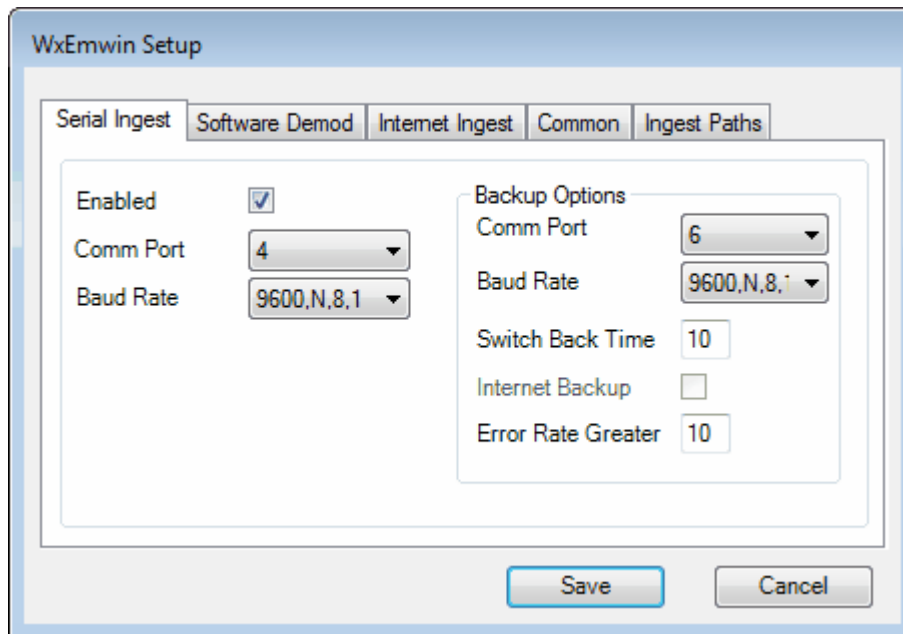 WxEmwin Setup
Serial Ingest Software Demod Internet Ingest Common Ingest Paths
Enabled
Comm Port 4
Baud Rate 9600,N,8,1
Backup Options
Comm Port 6
Baud Rate 9600,N,8,
Switch Back Time 10
Internet Backup
Error Rate Greater 10
Save Cancel